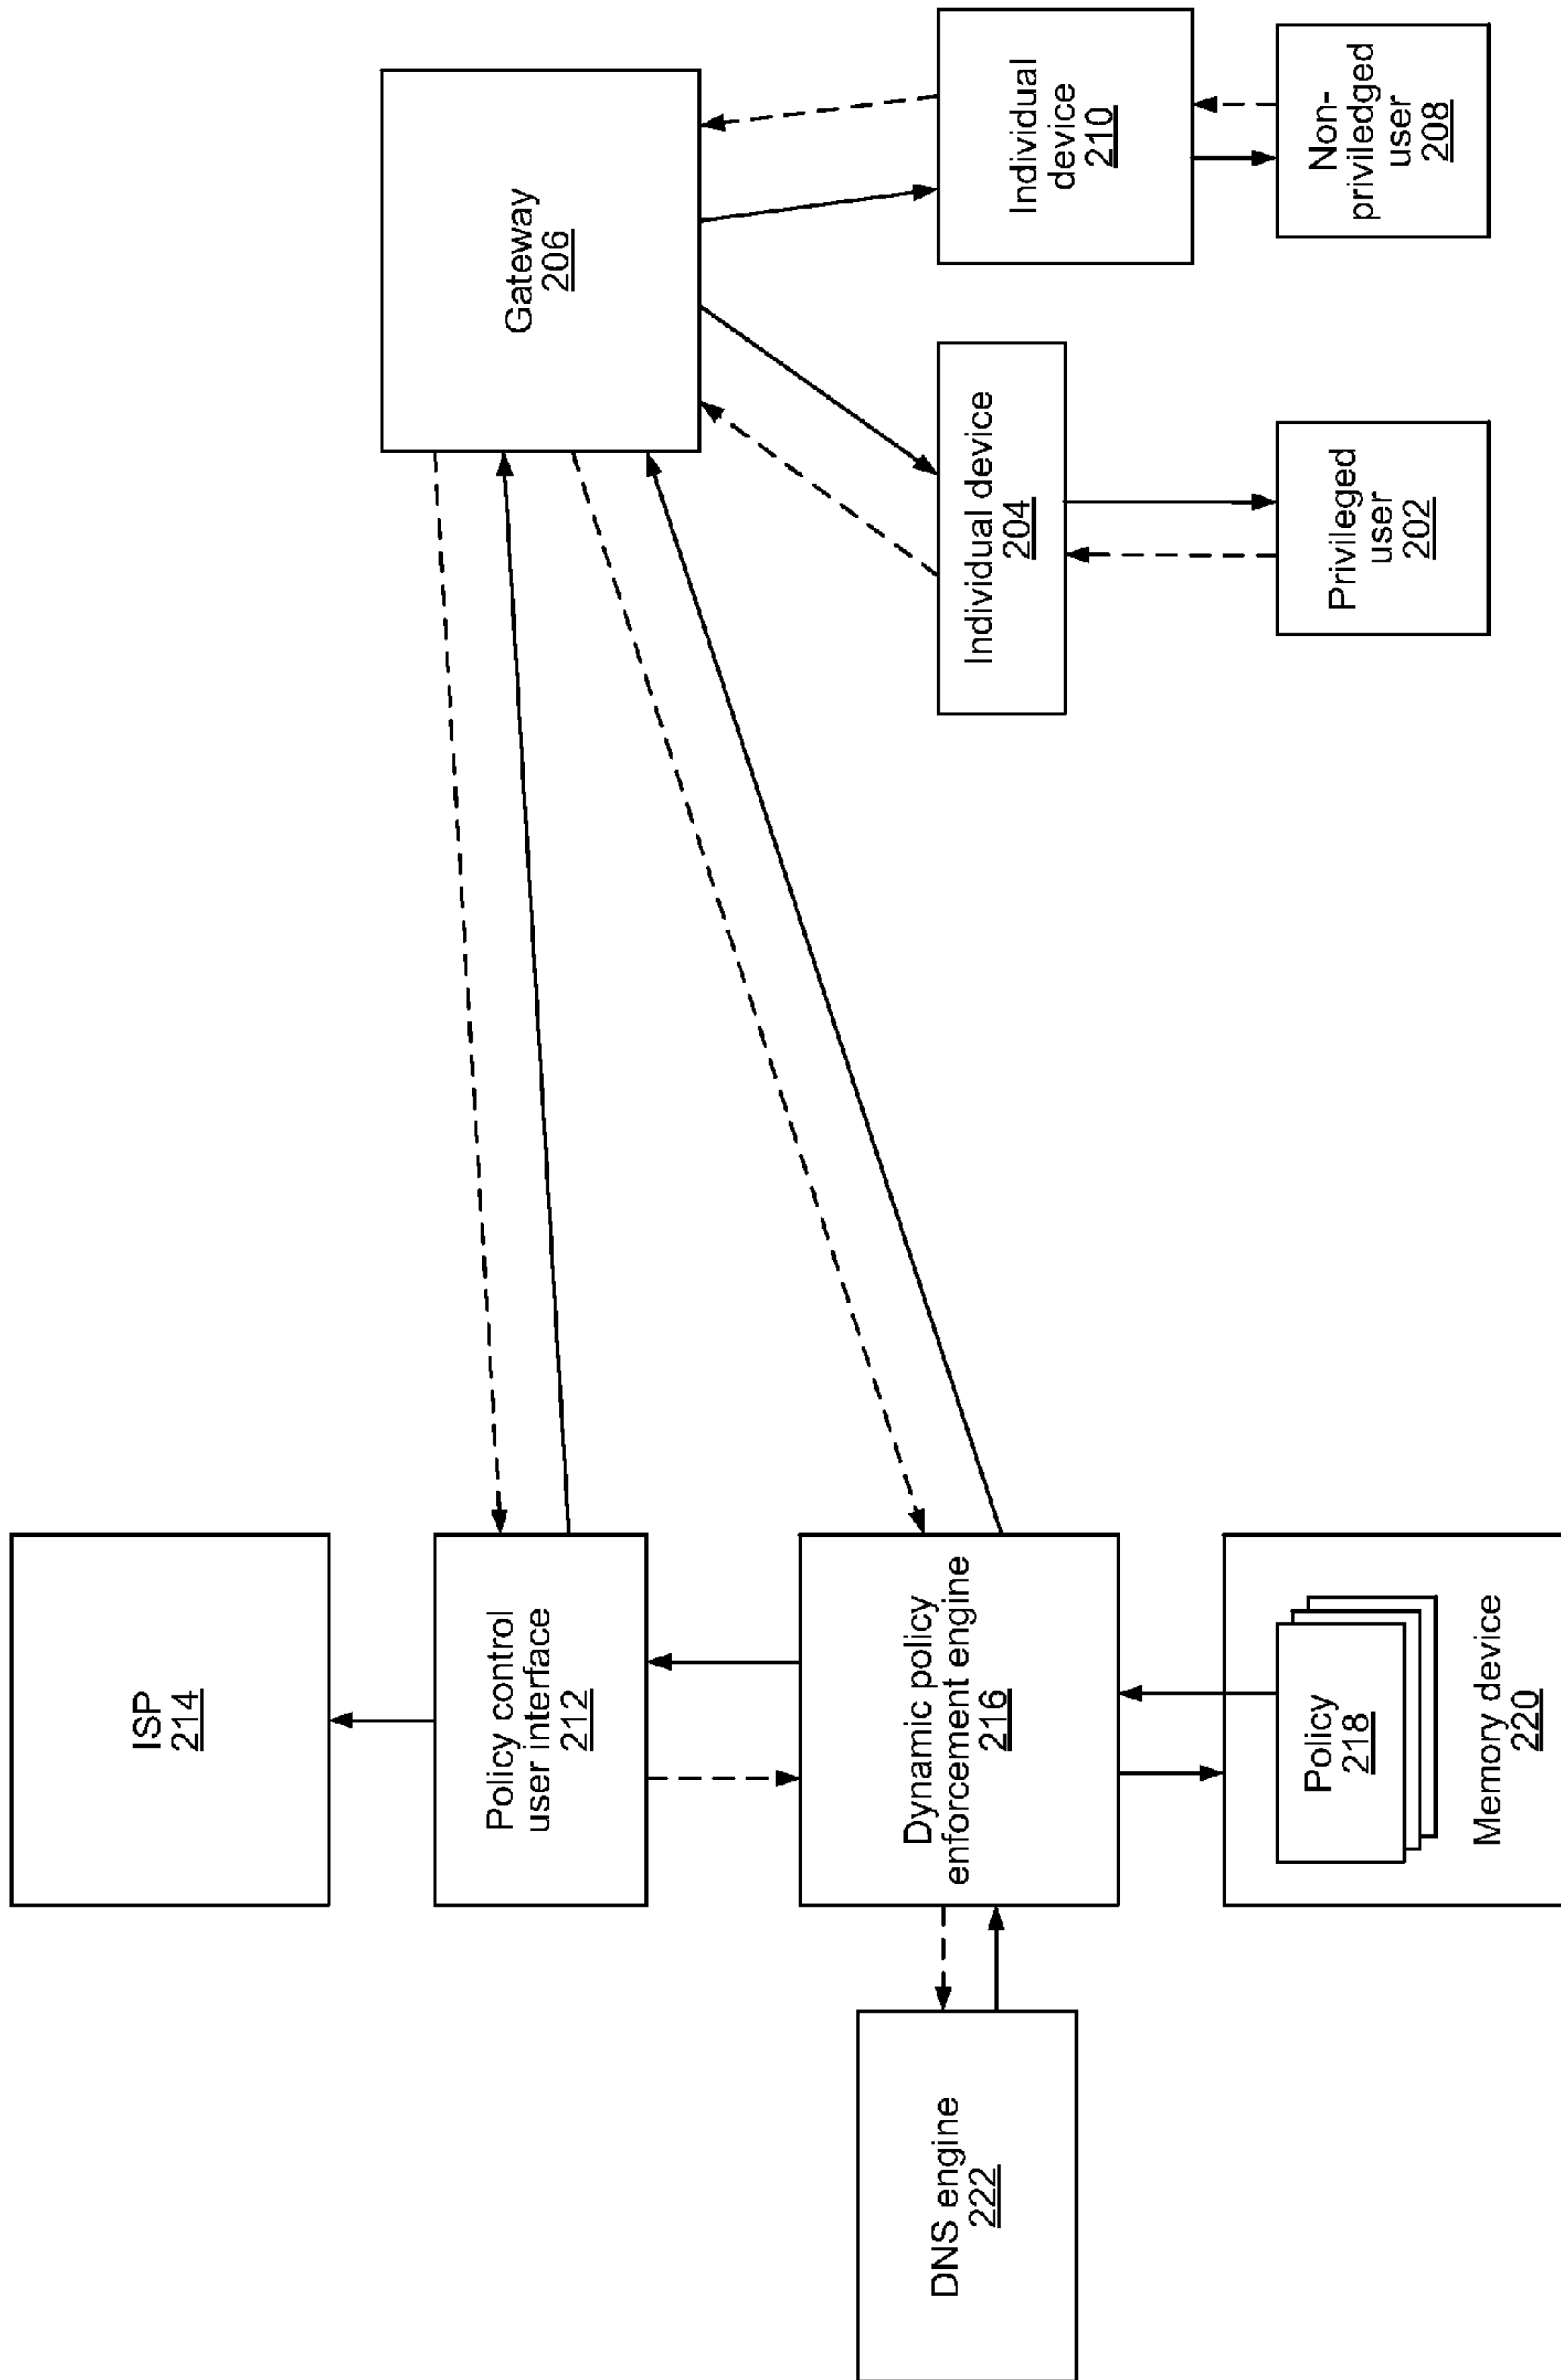 ISP
214
Policy control
user interface
212
Dynamic policy
enforcement engine
216
DNS engine
222
Policy
218
Memory device
220
Gateway
206
Individual device
204
Privileged
user
202
Individual
device
210
Non-
priviledged
user
208